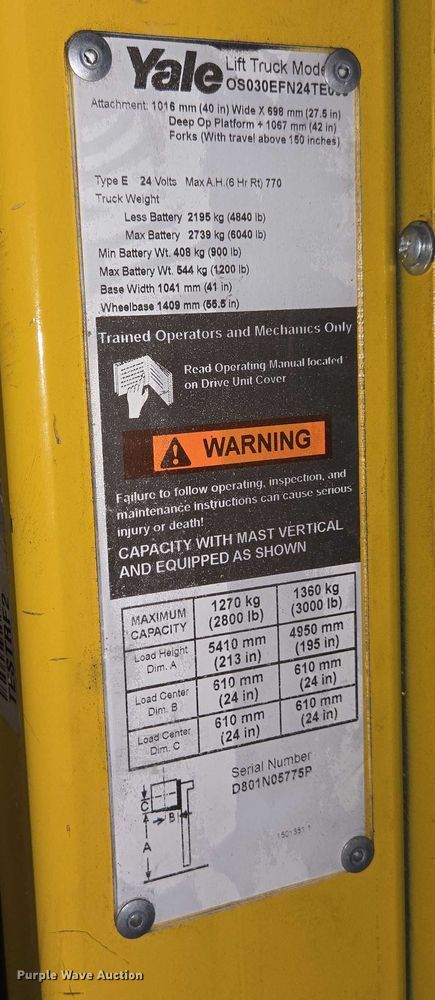 Yale
Lift Truck Mode
OS030EFN24TE0
Attachment: 1016 mm (40 in) Wide X 698 mm (27.5 in)
Deep Op Platform + 1067 mm (42 in)
Forks (With travel above 150 inches)
Type E 24 Volts Max A.H.(6 Hr Rt) 770
Truck Weight
Less Battery 2195 kg (4840 lb)
Max Battery 2739 kg (6040 lb)
Min Battery Wt. 408 kg (900 lb)
Max Battery Wt. 544 kg (1200 lb)
Base Width 1041 mm (41 in)
Wheelbase 1409 mm (55.5 in)
Trained Operators and Mechanics Only
Read Operating Manual located
on Drive Unit Cover
WARNING
Failure to follow operating, inspection, and
maintenance instructions can cause serious
injury or death!
CAPACITY WITH MAST VERTICAL
AND EQUIPPED AS SHOWN
MAXIMUM CAPACITY 1270 kg (2800 lb) 1360 kg (3000 lb)
Load Height Dim. A 5410 mm (213 in) 4950 mm (195 in)
Load Center Dim. B 610 mm (24 in) 610 mm (24 in)
Load Center Dim. C 610 mm (24 in) 610 mm (24 in)
Serial Number
D801N05775P
C
B
A
Purple Wave Auction